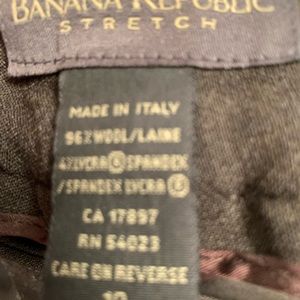 BANANA REPUBLIC
STRETCH
MADE IN ITALY
96% WOOL/LAINE
4% LYCRA® SPANDEX
/SPANDEX LYCRA®
CA 17897
RN 54023
CARE ON REVERSE
10